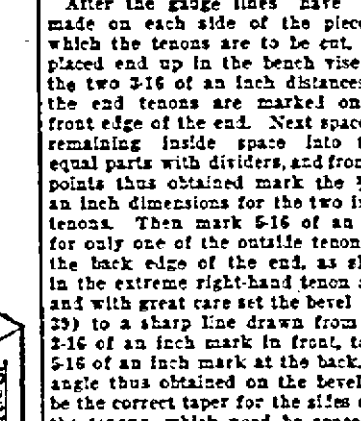 After the gauge lines have
made on each side of the piec
which the tenons are to be cut,
placed end up in the bench vise
the two 3-16 of an inch distances
the end tenons are marked on
front edge of the end. Next space
remaining inside space into t
equal parts with dividers, and from
points thus obtained mark the
an inch dimensions for the two i
tenons. Then mark 5-16 of an
for only one of the outside tenon
the back edge of the end, as s
in the extreme right-hand tenon
and with great care set the bevel
39) to a sharp line drawn from
3-16 of an inch mark in front, t
5-16 of an inch mark at the back.
angle thus obtained on the bevel
be the correct taper for the sides
the tenons, which need be